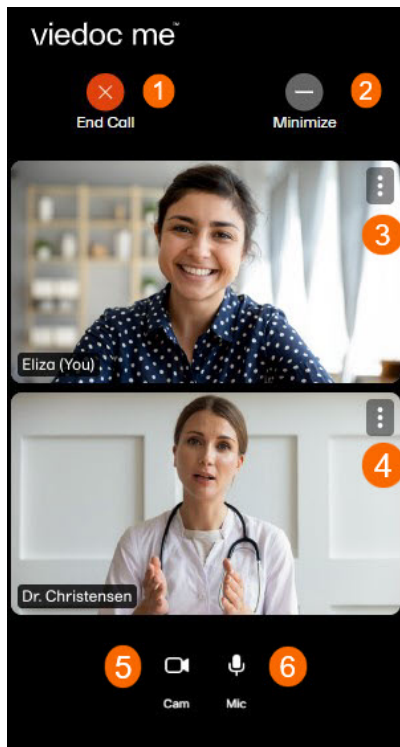 viedoc me™
1
2
End Call
Minimize
3
Eliza (You)
4
Dr. Christensen
5
6
Cam
Mic